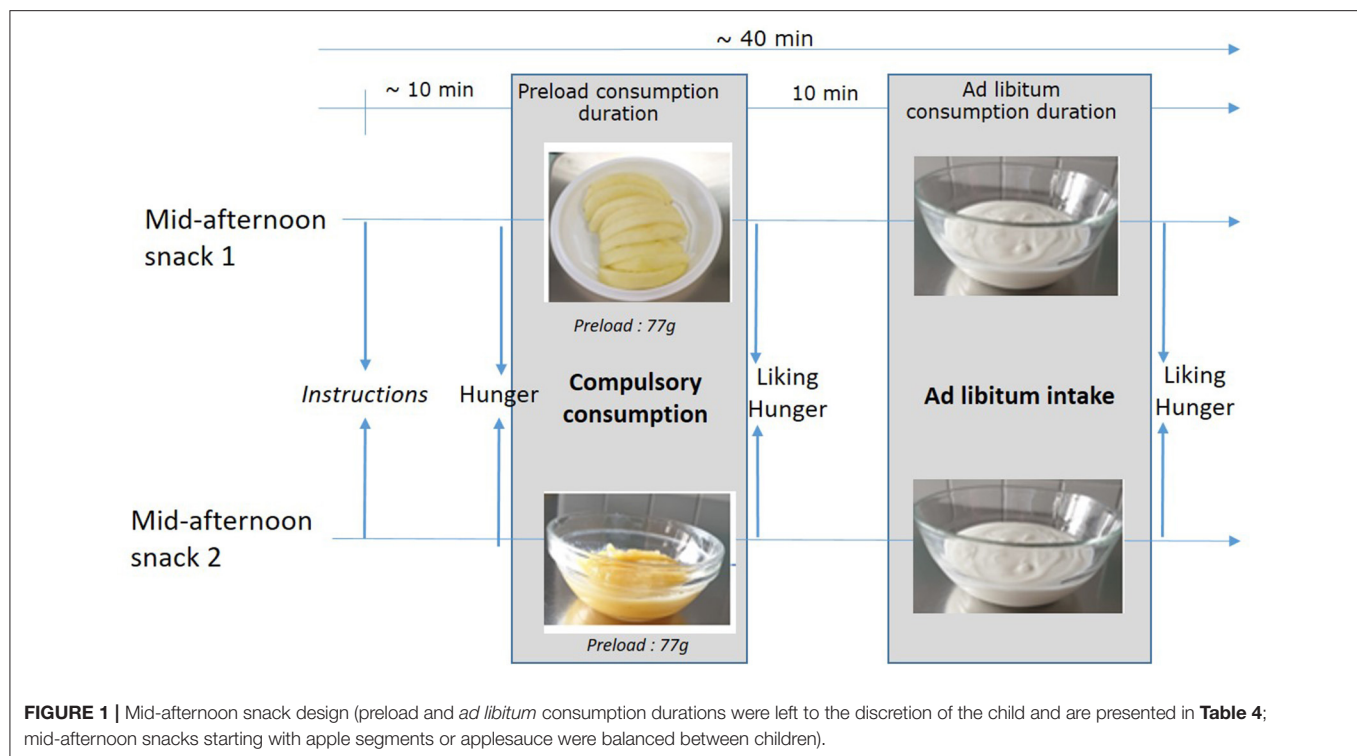 ~ 40 min
~ 10 min
Preload consumption
duration
10 min
Ad libitum
consumption duration
Mid-afternoon
snack 1
Preload : 77g
Instructions
Hunger
Compulsory
consumption
Liking
Hunger
Ad libitum intake
Liking
Hunger
Mid-afternoon
snack 2
Preload : 77g
FIGURE 1 | Mid-afternoon snack design (preload and ad libitum consumption durations were left to the discretion of the child and are presented in Table 4;
mid-afternoon snacks starting with apple segments or applesauce were balanced between children).